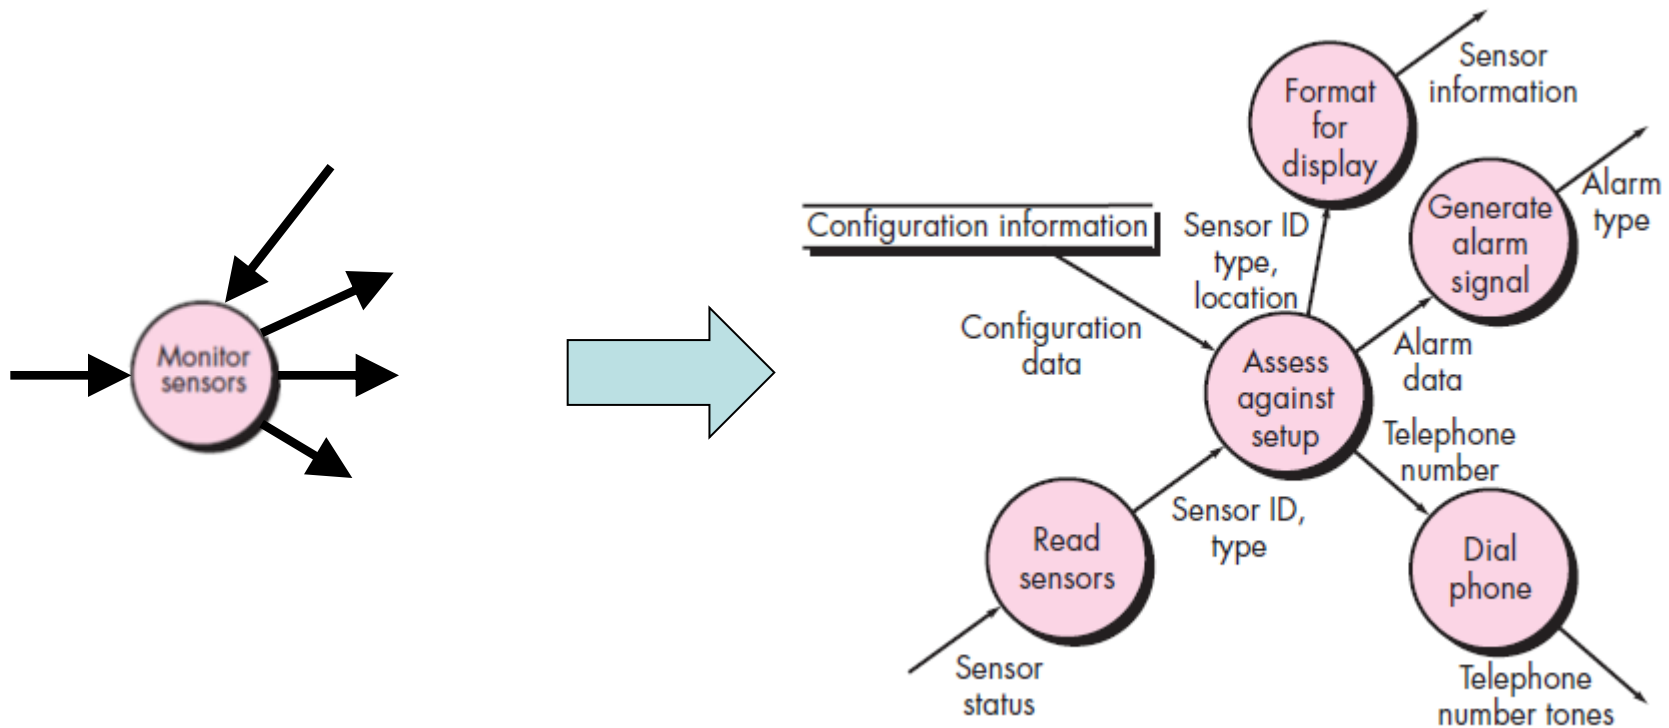 Monitor
sensors
Format
for
display
Sensor
information
Generate
alarm
signal
Alarm
type
Configuration information
Sensor ID
type,
location
Configuration
data
Assess
against
setup
Alarm
data
Telephone
number
Read
sensors
Sensor ID,
type
Dial
phone
Sensor
status
Telephone
number tones